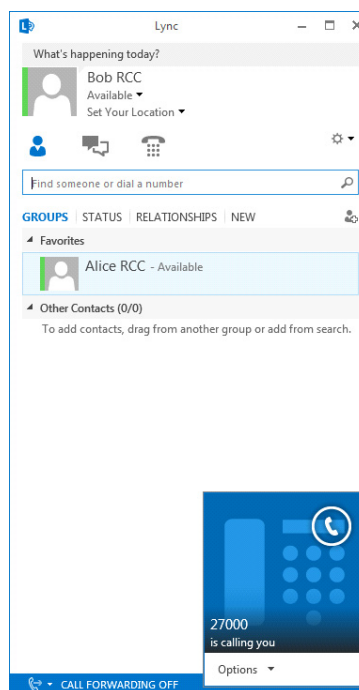 Lync
What's happening today?
Bob RCC
Available
Set Your Location
Find someone or dial a number
GROUPS STATUS RELATIONSHIPS NEW
Favorites
Alice RCC - Available
Other Contacts (0/0)
To add contacts, drag from another group or add from search.
27000
is calling you
Options
CALL FORWARDING OFF